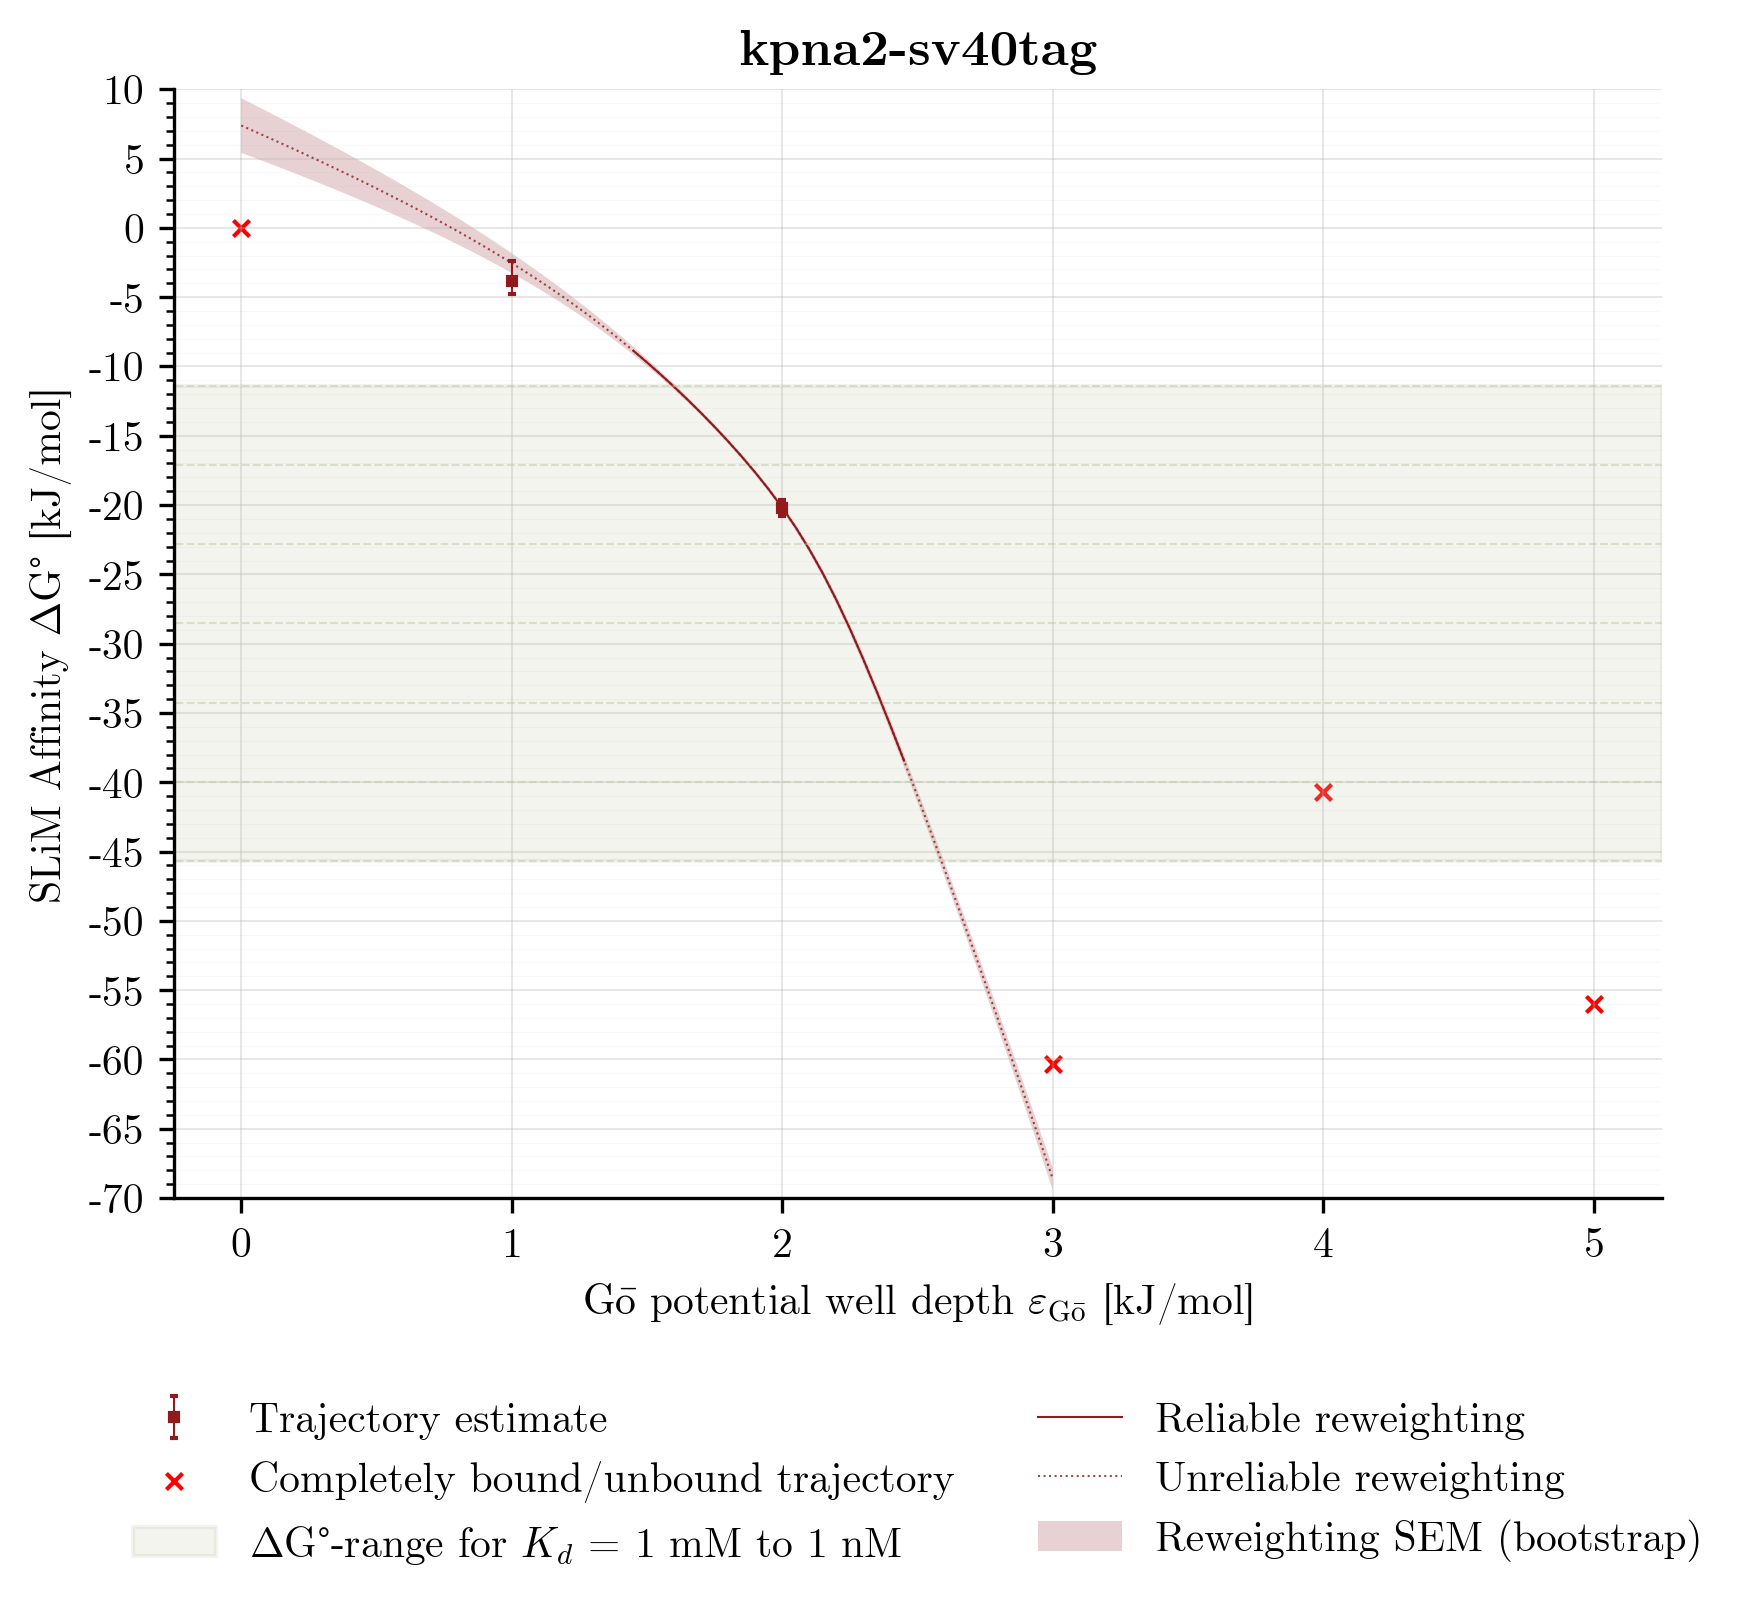 kpna2-sv40tag
10
5
0
-5
-10
-15
-20
-25
-30
-35
-40
-45
-50
-55
-60
-65
-70
SLiM Affinity ΔG° [kJ/mol]
0 1 2 3 4 5
Gō potential well depth ε_Gō [kJ/mol]
Trajectory estimate
Completely bound/unbound trajectory
ΔG°-range for K_d = 1 mM to 1 nM
Reliable reweighting
Unreliable reweighting
Reweighting SEM (bootstrap)